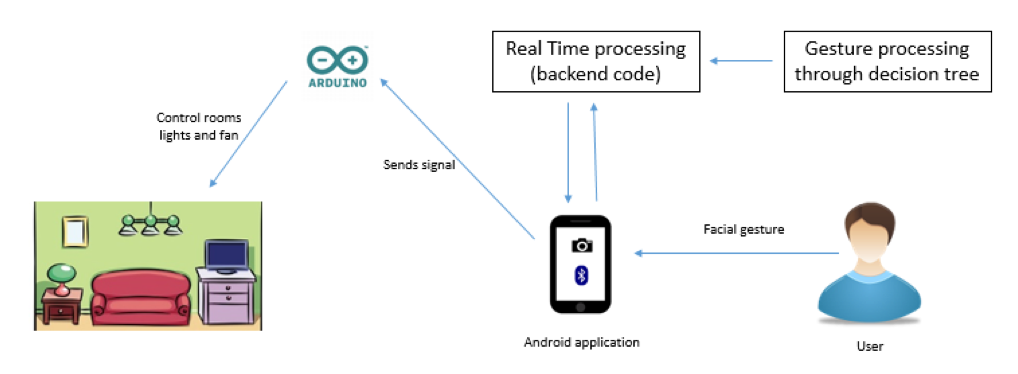 Real Time processing
(backend code)
Gesture processing
through decision tree
ARDUINO
TM
Control rooms
lights and fan
Sends signal
Facial gesture
Android application
User